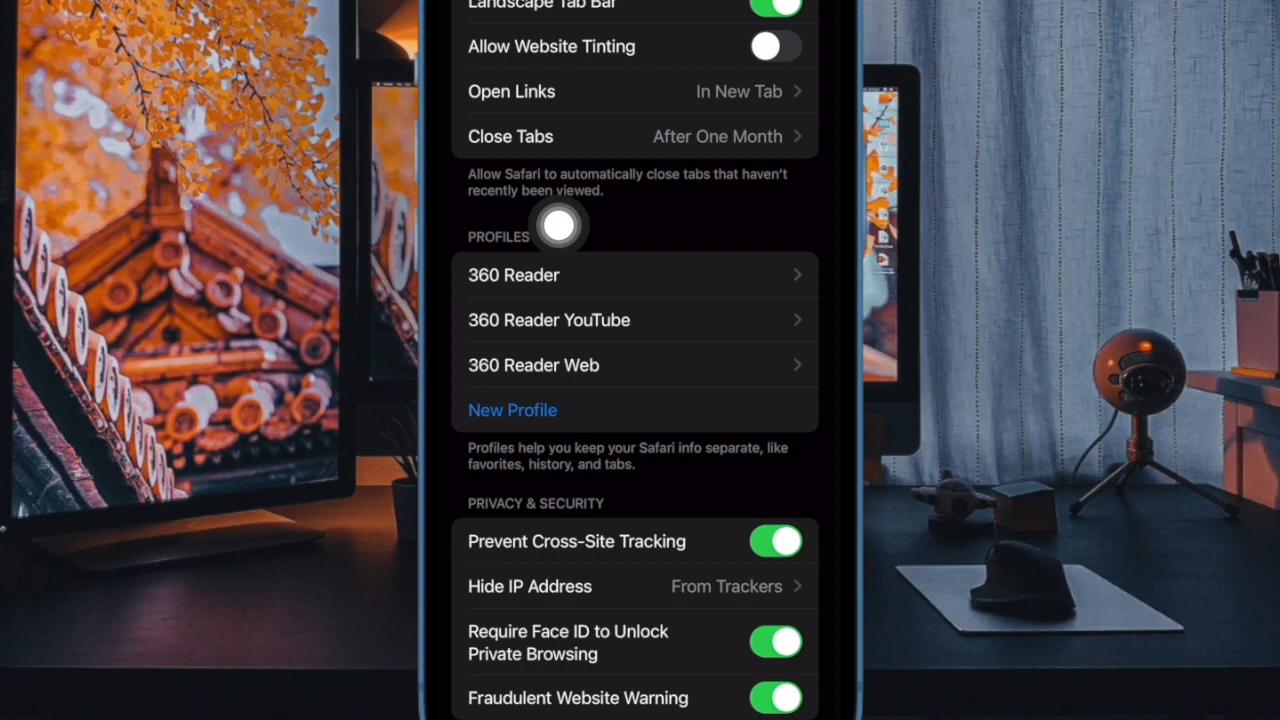 Landscape Tab Bar
Allow Website Tinting
Open Links In New Tab
Close Tabs After One Month
Allow Safari to automatically close tabs that haven't
recently been viewed.
PROFILES
360 Reader
360 Reader YouTube
360 Reader Web
New Profile
Profiles help you keep your Safari info separate, like
favorites, history, and tabs.
PRIVACY & SECURITY
Prevent Cross-Site Tracking
Hide IP Address From Trackers
Require Face ID to Unlock
Private Browsing
Fraudulent Website Warning